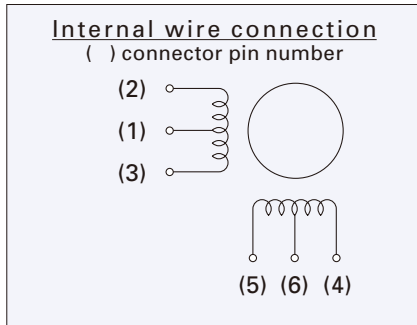 Internal wire connection
( ) connector pin number
(2)
(1)
(3)
(5) (6) (4)